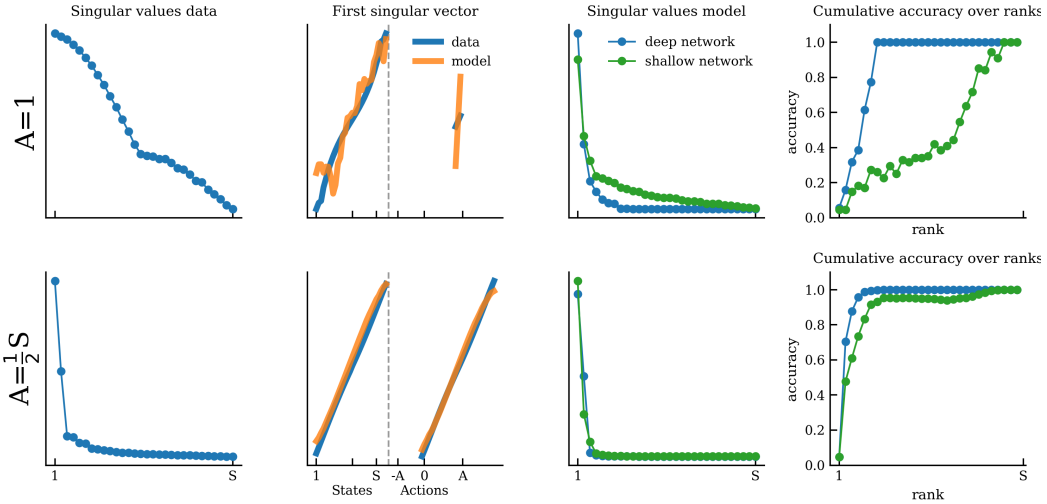 Singular values data
First singular vector
Singular values model
Cumulative accuracy over ranks
A=1
data
model
deep network
shallow network
accuracy
1.0
0.8
0.6
0.4
0.2
0.0
rank
Cumulative accuracy over ranks
A=½S
accuracy
1.0
0.8
0.6
0.4
0.2
0.0
1 S
1 S -A 0 A
States Actions
1 S
1 S
rank